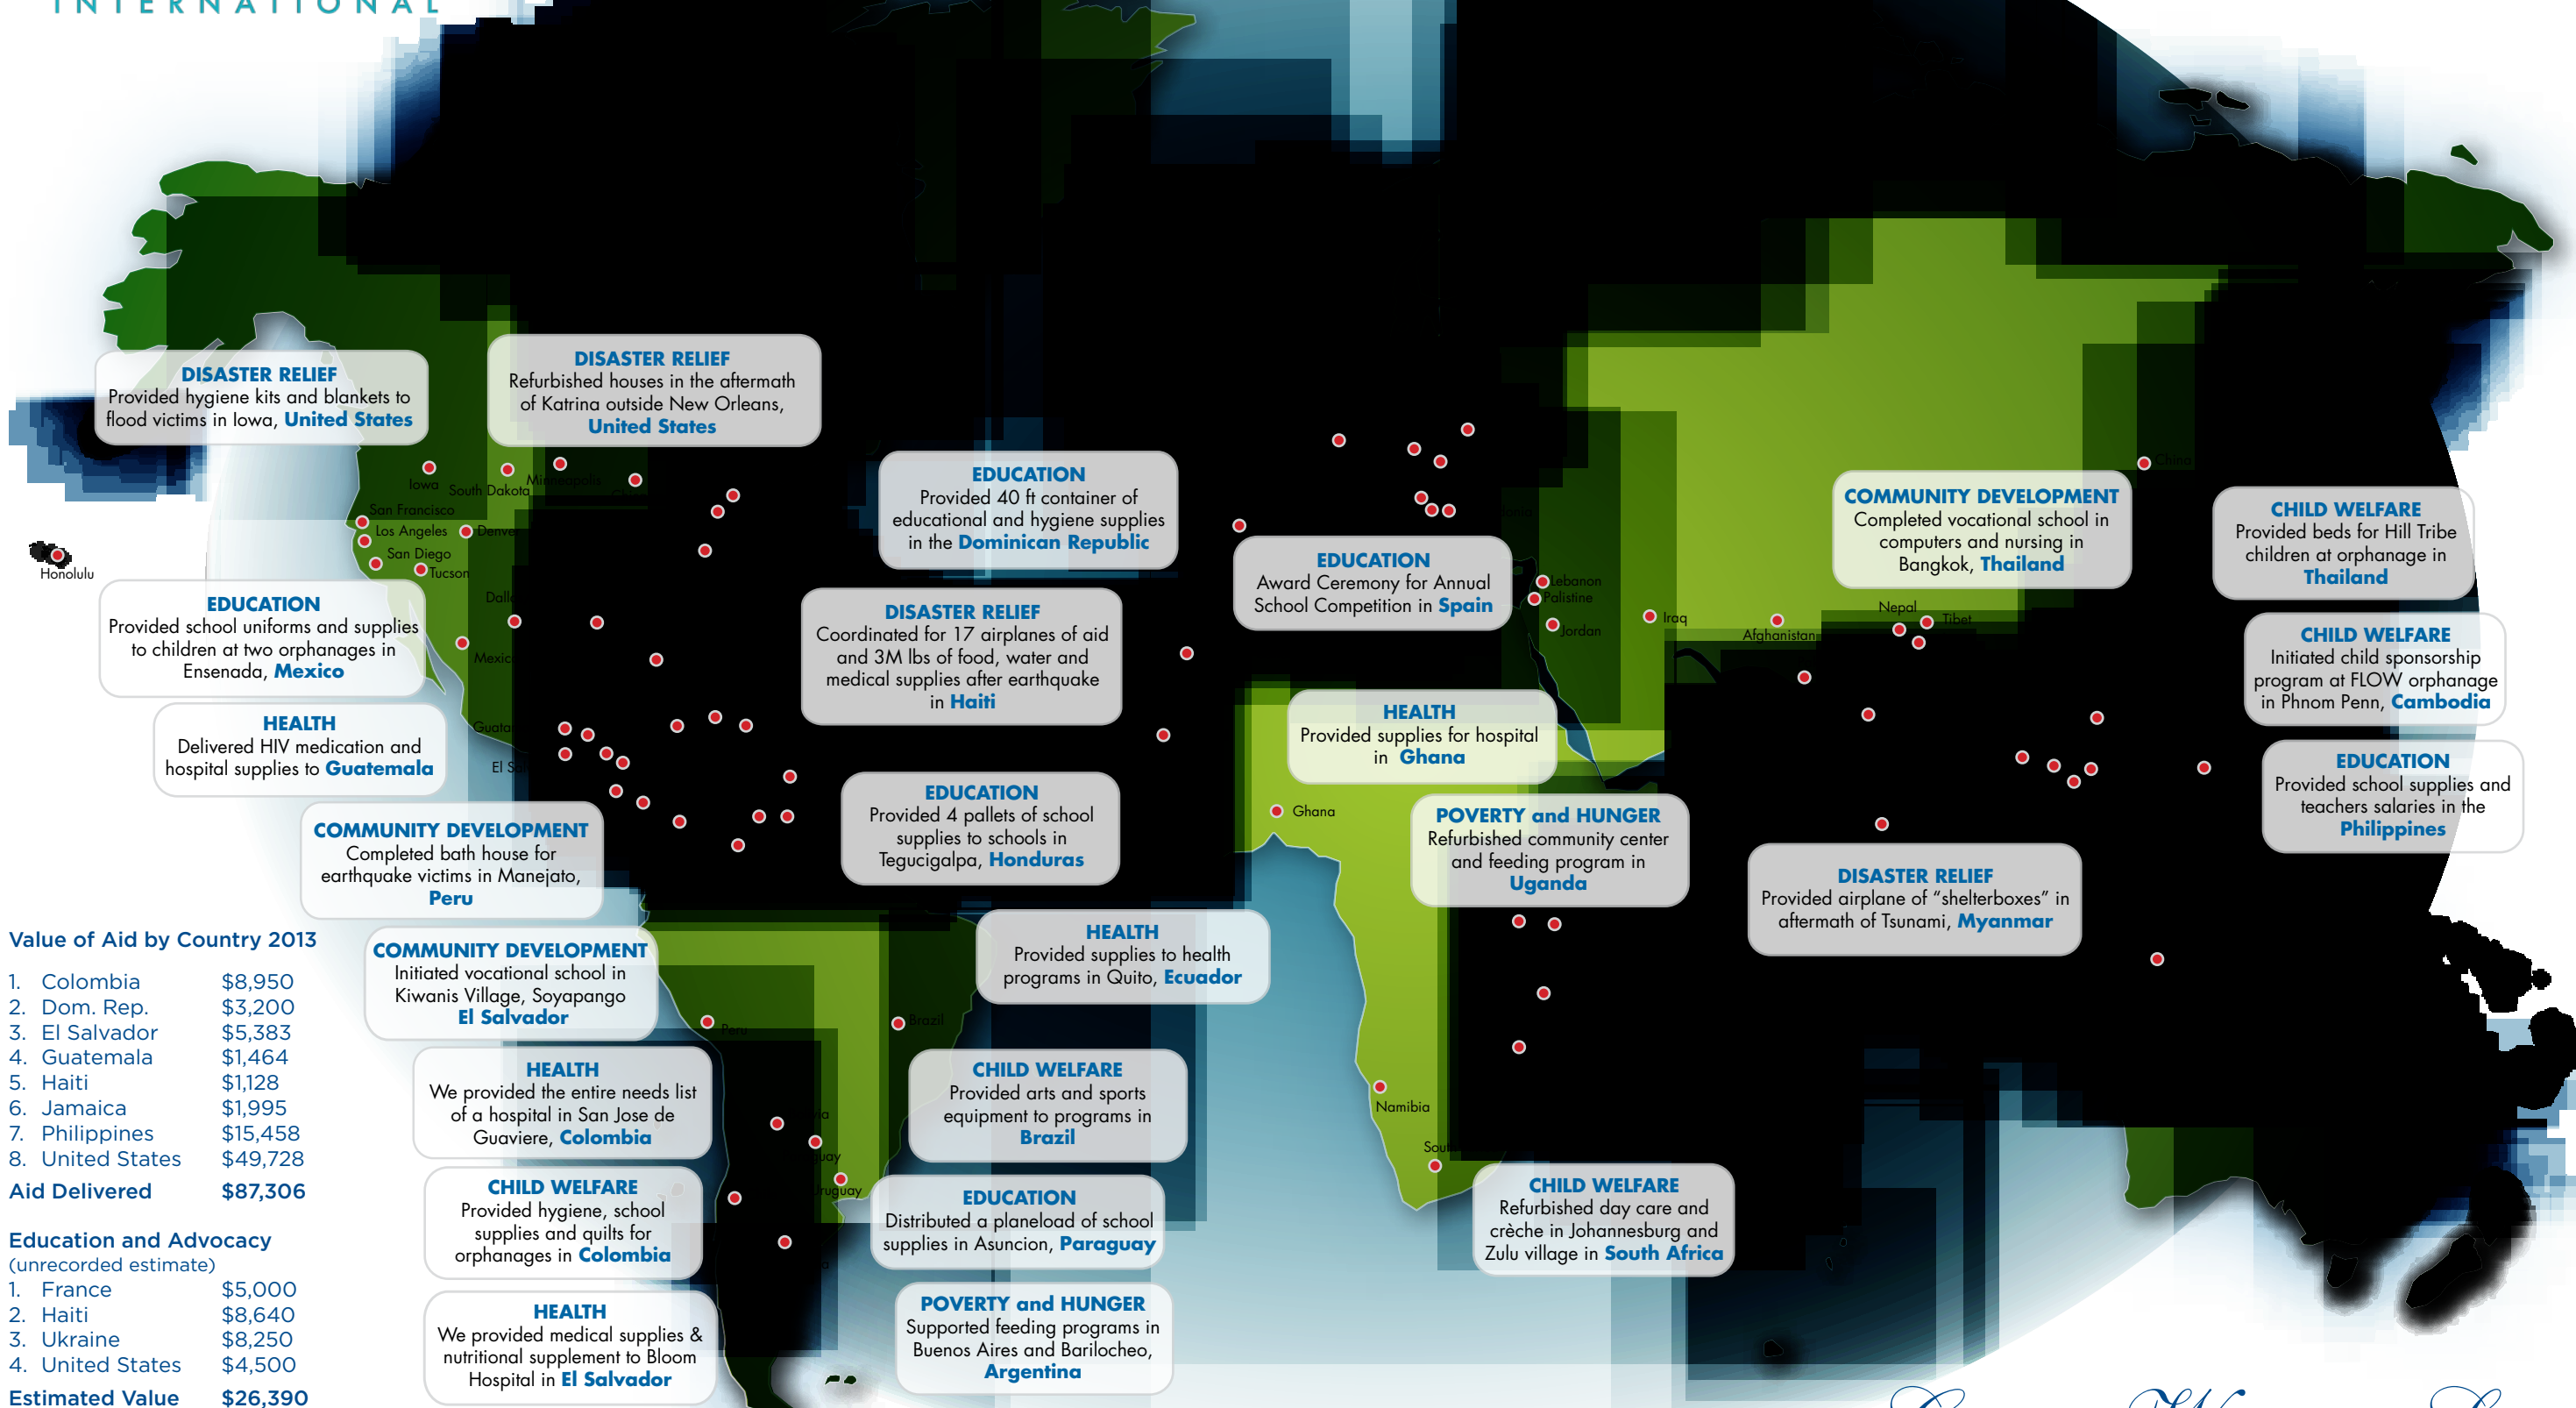 INTERNATIONAL
DISASTER RELIEF
Provided hygiene kits and blankets to
flood victims in Iowa, United States
DISASTER RELIEF
Refurbished houses in the aftermath
of Katrina outside New Orleans,
United States
EDUCATION
Provided 40 ft container of
educational and hygiene supplies
in the Dominican Republic
EDUCATION
Award Ceremony for Annual
School Competition in Spain
COMMUNITY DEVELOPMENT
Completed vocational school in
computers and nursing in
Bangkok, Thailand
CHILD WELFARE
Provided beds for Hill Tribe
children at orphanage in
Thailand
China
Iowa
South Dakota
Minneapolis
San Francisco
Los Angeles
San Diego
Tucson
Honolulu
Lebanon
Palistine
Jordan
Iraq
Afghanistan
Nepal
Tibet
EDUCATION
Provided school uniforms and supplies
to children at two orphanages in
Ensenada, Mexico
DISASTER RELIEF
Coordinated for 17 airplanes of aid
and 3M lbs of food, water and
medical supplies after earthquake
in Haiti
CHILD WELFARE
Initiated child sponsorship
program at FLOW orphanage
in Phnom Penn, Cambodia
HEALTH
Delivered HIV medication and
hospital supplies to Guatemala
HEALTH
Provided supplies for hospital
in Ghana
EDUCATION
Provided school supplies and
teachers salaries in the
Philippines
EDUCATION
Provided 4 pallets of school
supplies to schools in
Tegucigalpa, Honduras
Ghana
POVERTY and HUNGER
Refurbished community center
and feeding program in
Uganda
COMMUNITY DEVELOPMENT
Completed bath house for
earthquake victims in Manejato,
Peru
DISASTER RELIEF
Provided airplane of “shelterboxes” in
aftermath of Tsunami, Myanmar
COMMUNITY DEVELOPMENT
Initiated vocational school in
Kiwanis Village, Soyapango
El Salvador
HEALTH
Provided supplies to health
programs in Quito, Ecuador
Peru
Brazil
HEALTH
We provided the entire needs list
of a hospital in San Jose de
Guaviere, Colombia
CHILD WELFARE
Provided arts and sports
equipment to programs in
Brazil
Namibia
Uruguay
CHILD WELFARE
Provided hygiene, school
supplies and quilts for
orphanages in Colombia
EDUCATION
Distributed a planeload of school
supplies in Asuncion, Paraguay
CHILD WELFARE
Refurbished day care and
crèche in Johannesburg and
Zulu village in South Africa
HEALTH
We provided medical supplies &
nutritional supplement to Bloom
Hospital in El Salvador
POVERTY and HUNGER
Supported feeding programs in
Buenos Aires and Barilocheo,
Argentina
Value of Aid by Country 2013
1. Colombia $8,950
2. Dom. Rep. $3,200
3. El Salvador $5,383
4. Guatemala $1,464
5. Haiti $1,128
6. Jamaica $1,995
7. Philippines $15,458
8. United States $49,728
Aid Delivered $87,306
Education and Advocacy
(unrecorded estimate)
1. France $5,000
2. Haiti $8,640
3. Ukraine $8,250
4. United States $4,500
Estimated Value $26,390